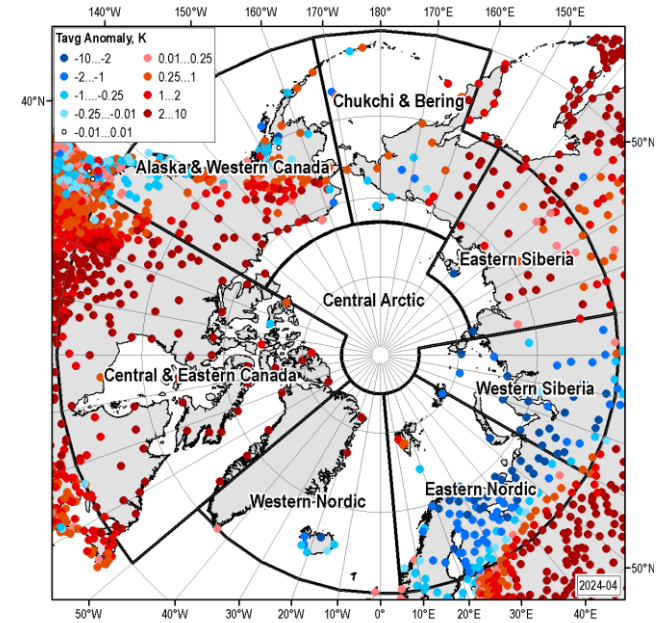 140°W 150°W 160°W 170°W 180° 170°E 160°E 150°E
Tavg Anomaly, K
-10...-2 0.01...0.25
-2...-1 0.25...1
-1...-0.25 1...2
-0.25...-0.01 2...10
-0.01...0.01
40°N
50°N
Chukchi & Bering
Alaska & Western Canada
Eastern Siberia
Central Arctic
Central & Eastern Canada
Western Siberia
Eastern Nordic
Western Nordic
50°N
2024-04
50°W 40°W 30°W 20°W 10°W 0° 10°E 20°E 30°E 40°E